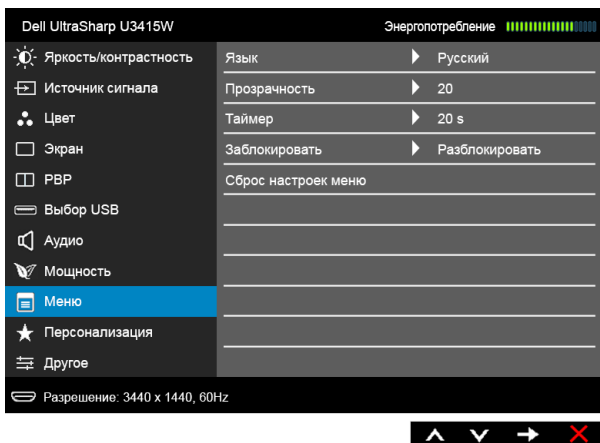 Dell UltraSharp U3415W Энергопотребление
Яркость/контрастность
Источник сигнала
Цвет
Экран
PBP
Выбор USB
Аудио
Мощность
Меню
Персонализация
Другое
Язык Русский
Прозрачность 20
Таймер 20 s
Заблокировать Разблокировать
Сброс настроек меню
Разрешение: 3440 x 1440, 60Hz